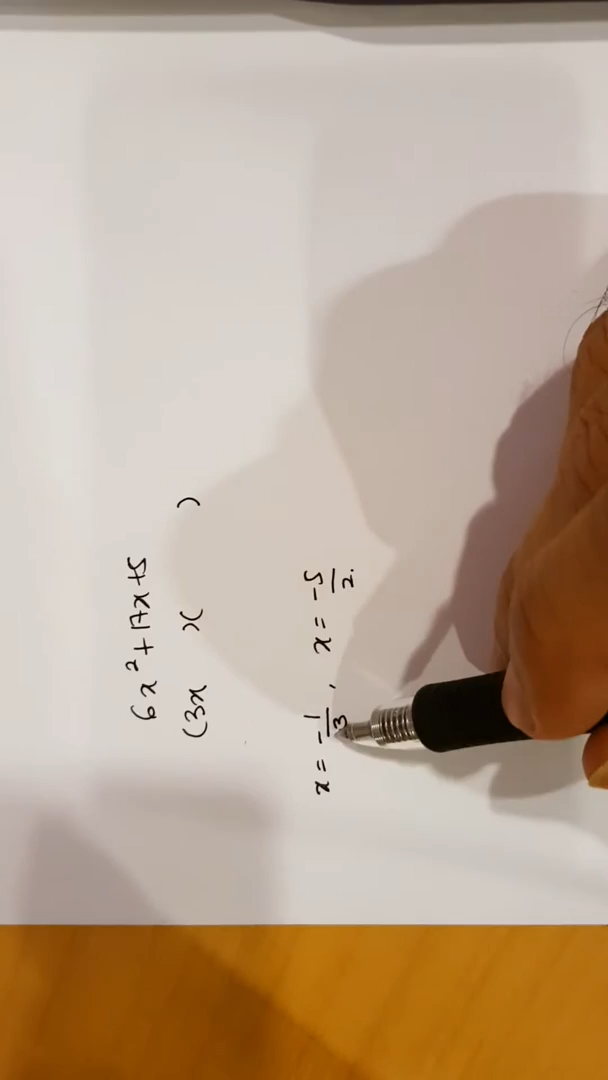 6x² + 17x + 5
(3x x )
x = -1/3, x = -5/2.